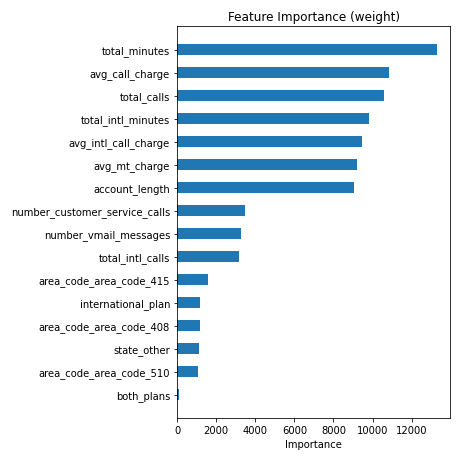 Feature Importance (weight)
total_minutes
avg_call_charge
total_calls
total_intl_minutes
avg_intl_call_charge
avg_mt_charge
account_length
number_customer_service_calls
number_vmail_messages
total_intl_calls
area_code_area_code_415
international_plan
area_code_area_code_408
state_other
area_code_area_code_510
both_plans
0 2000 4000 6000 8000 10000 12000
Importance